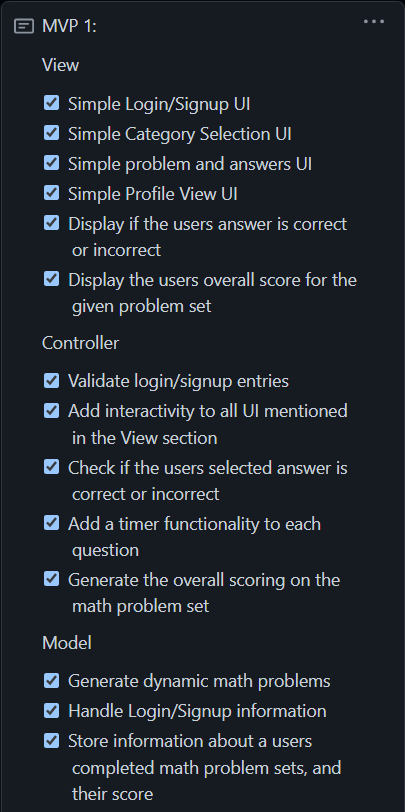 MVP 1:
View
Simple Login/Signup UI
Simple Category Selection UI
Simple problem and answers UI
Simple Profile View UI
Display if the users answer is correct
or incorrect
Display the users overall score for the
given problem set
Controller
Validate login/signup entries
Add interactivity to all UI mentioned
in the View section
Check if the users selected answer is
correct or incorrect
Add a timer functionality to each
question
Generate the overall scoring on the
math problem set
Model
Generate dynamic math problems
Handle Login/Signup information
Store information about a users
completed math problem sets, and
their score